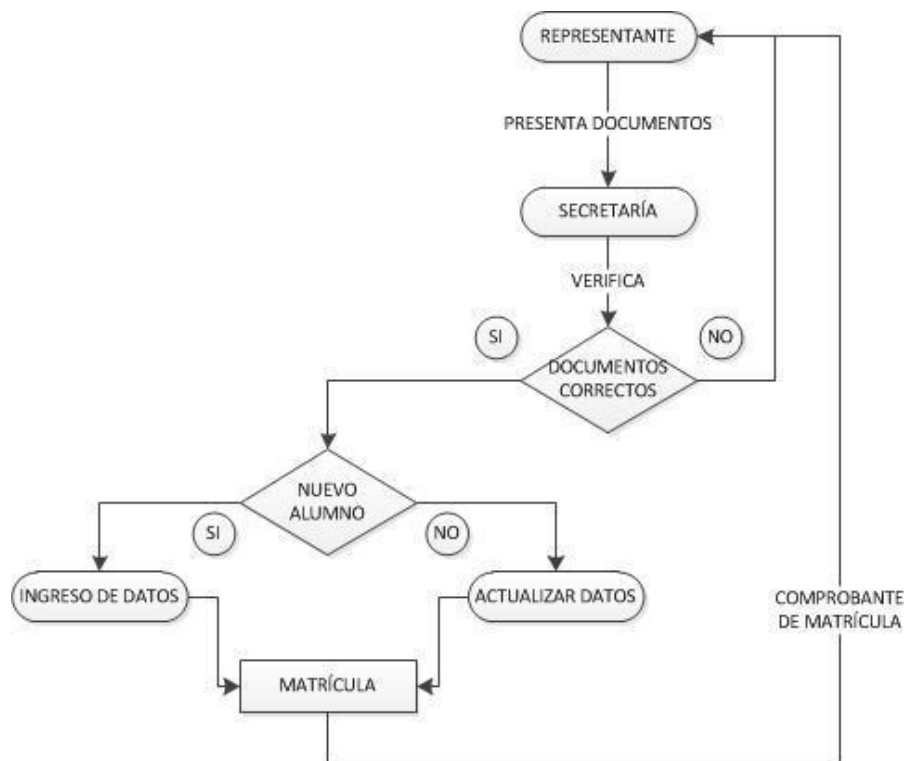 REPRESENTANTE
PRESENTA DOCUMENTOS
SECRETARÍA
VERIFICA
SI
NO
DOCUMENTOS
CORRECTOS
NUEVO
ALUMNO
SI
NO
INGRESO DE DATOS
ACTUALIZAR DATOS
COMPROBANTE
DE MATRÍCULA
MATRÍCULA